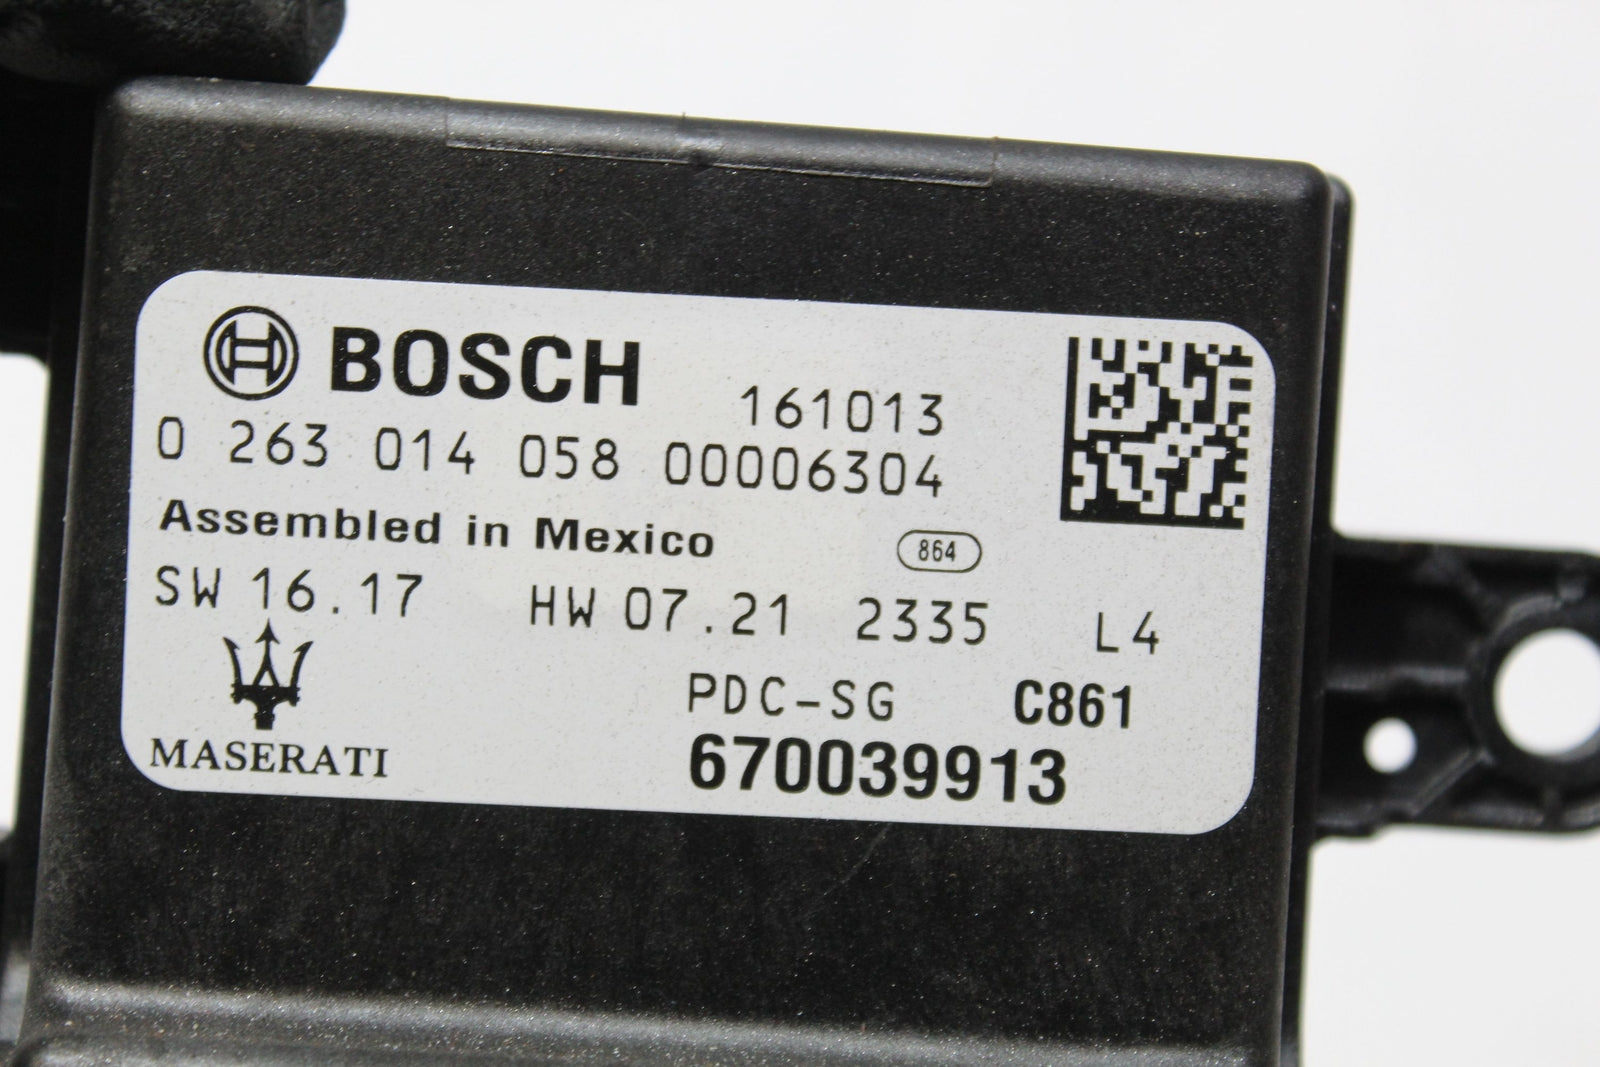 BOSCH 161013
0 263 014 058 00006304
Assembled in Mexico 864
SW 16.17 HW 07.21 2335 L4
PDC-SG C861
MASERATI 670039913